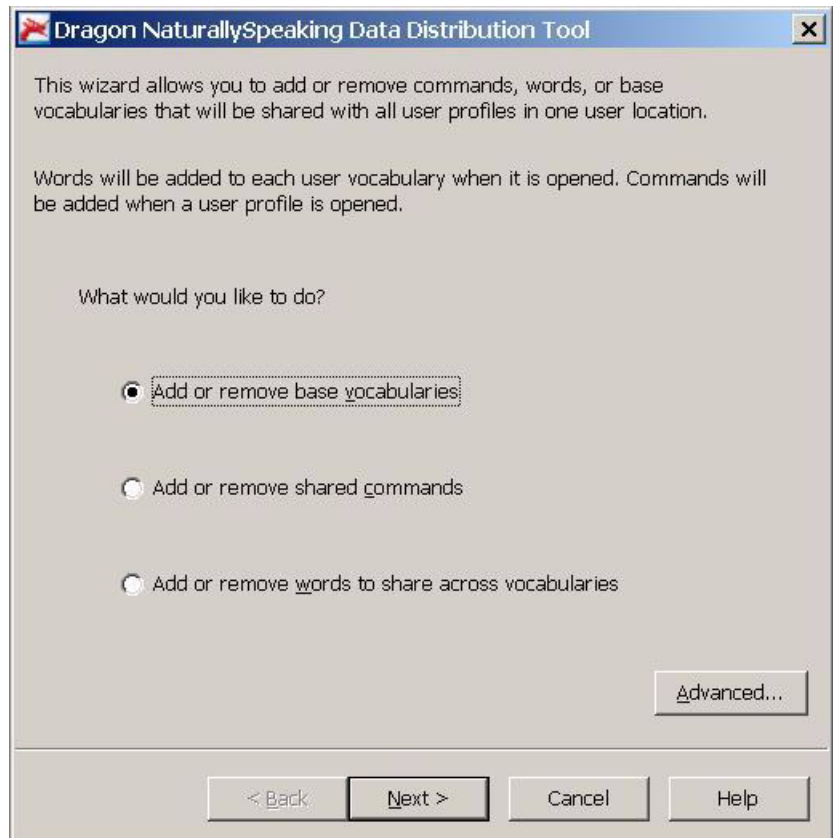 Dragon NaturallySpeaking Data Distribution Tool
This wizard allows you to add or remove commands, words, or base
vocabularies that will be shared with all user profiles in one user location.
Words will be added to each user vocabulary when it is opened. Commands will
be added when a user profile is opened.
What would you like to do?
Add or remove base vocabularies
Add or remove shared commands
Add or remove words to share across vocabularies
Advanced...
< Back Next > Cancel Help